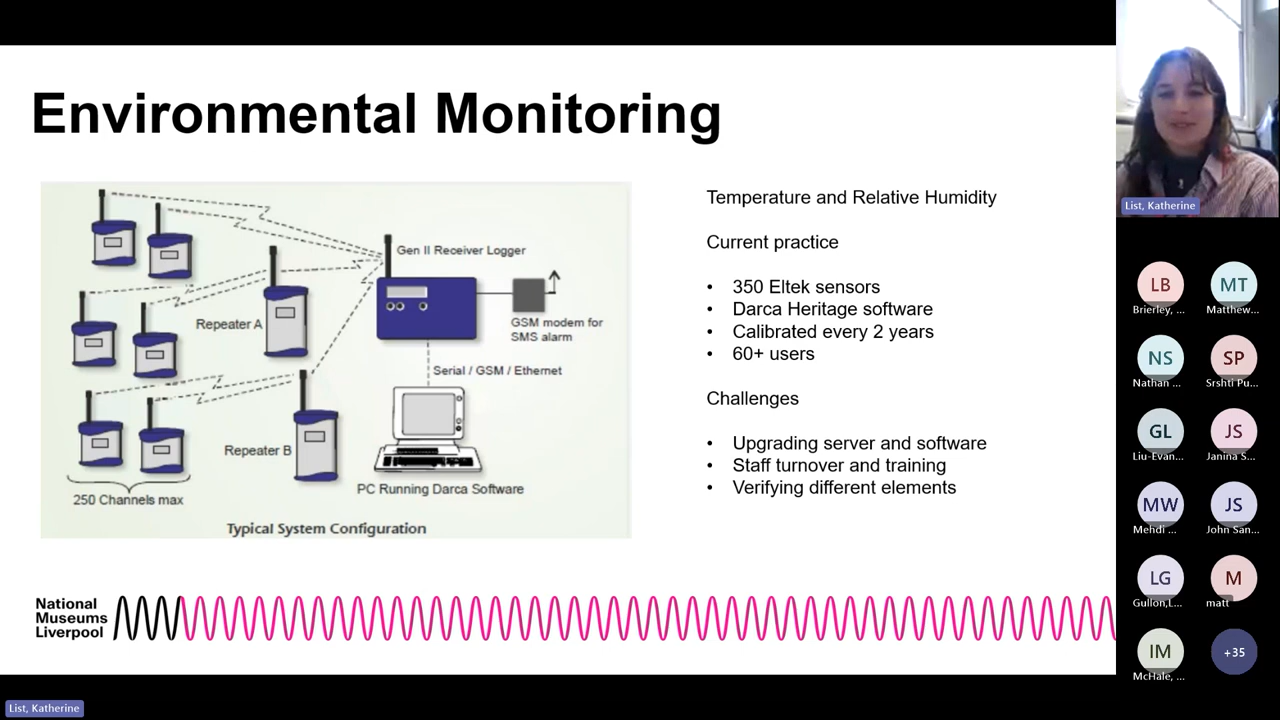 Environmental Monitoring
Gen II Receiver Logger
Repeater A
GSM modem for
SMS alarm
Serial / GSM / Ethernet
Repeater B
250 Channels max
PC Running Darca Software
Typical System Configuration
Temperature and Relative Humidity
Current practice
• 350 Eltek sensors
• Darca Heritage software
• Calibrated every 2 years
• 60+ users
Challenges
• Upgrading server and software
• Staff turnover and training
• Verifying different elements
National
Museums
Liverpool
List, Katherine
LB
Brierley, ...
MT
Matthew...
NS
Nathan ...
SP
Srshti Pu...
GL
Liu-Evan...
JS
Janina S...
MW
Mehdi ...
JS
John San...
LG
Gullon,L...
M
matt
IM
McHale, ...
+35
List, Katherine